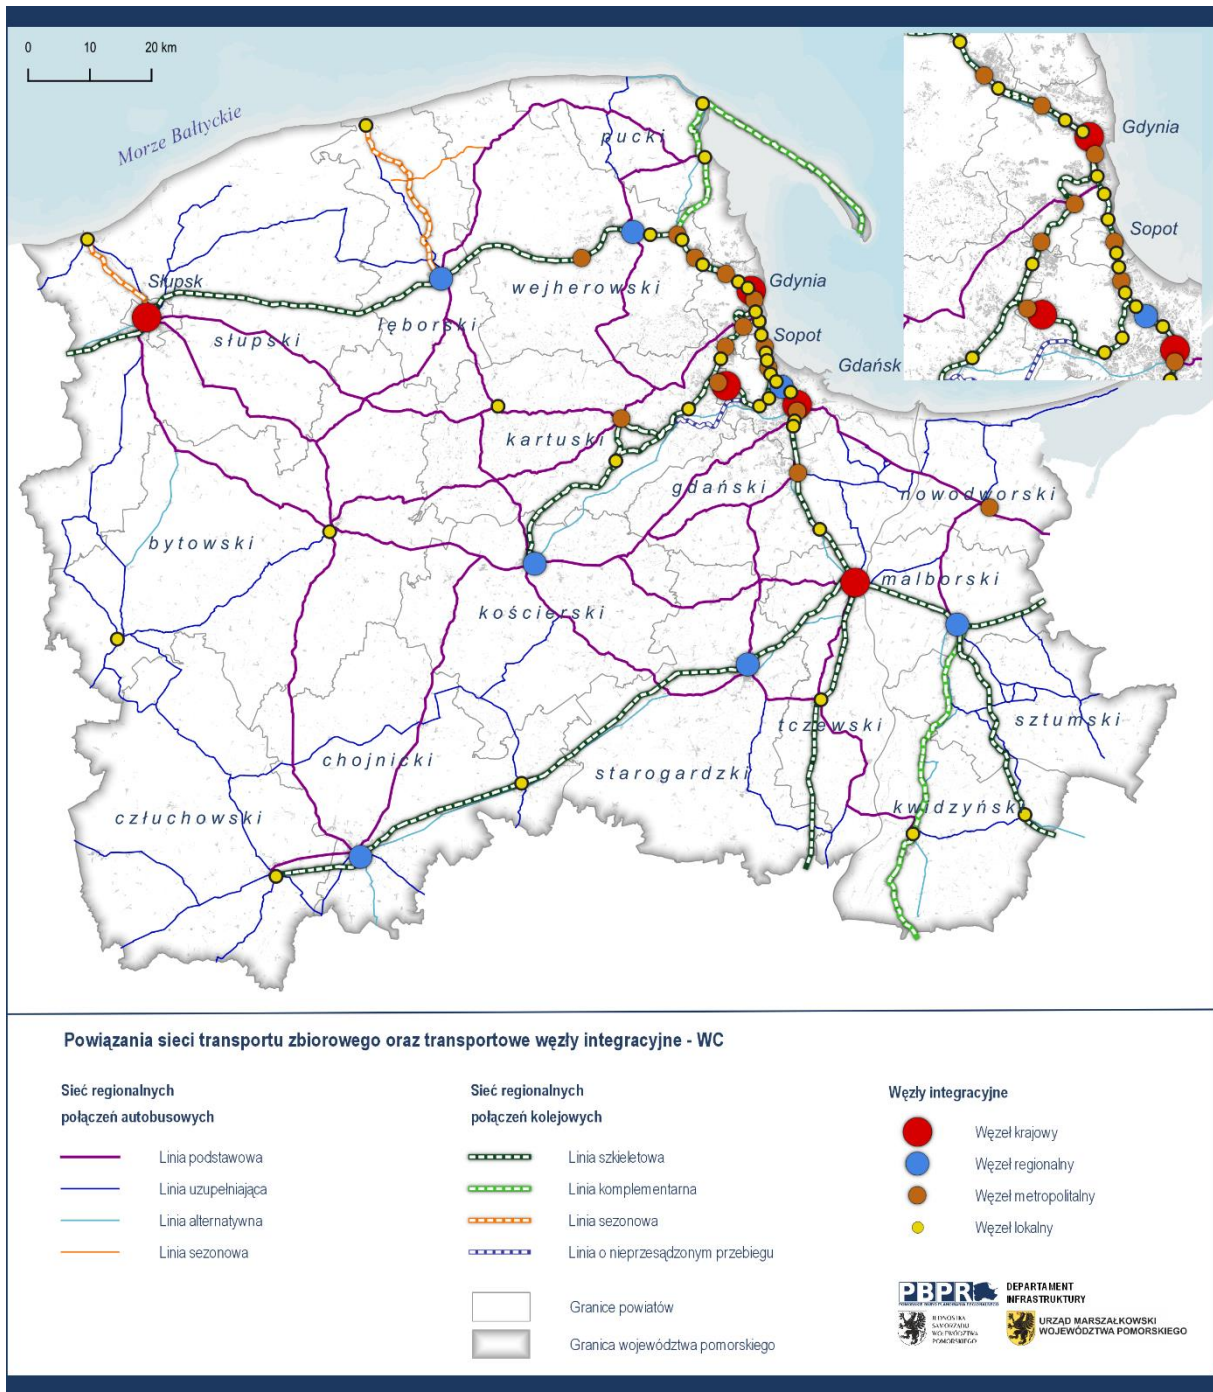 0 10 20 km
Morze Bałtyckie
pucki
Gdynia
Sopot
Słupsk
Gdynia
wejherowski
lęborski
słupski
Sopot
Gdańsk
kartuski
gdański
nowodworski
bytowski
malborski
kościerski
sztumski
tczewski
chojnicki
starogardzki
kwidzyński
człuchowski
Powiązania sieci transportu zbiorowego oraz transportowe węzły integracyjne - WC
Sieć regionalnych
połączeń autobusowych
Linia podstawowa
Linia uzupełniająca
Linia alternatywna
Linia sezonowa
Sieć regionalnych
połączeń kolejowych
Linia szkieletowa
Linia komplementarna
Linia sezonowa
Linia o nieprzesądzonym przebiegu
Granice powiatów
Granica województwa pomorskiego
Węzły integracyjne
Węzeł krajowy
Węzeł regionalny
Węzeł metropolitalny
Węzeł lokalny
PBPR
DEPARTAMENT
INFRASTRUKTURY
JEDNOSTKA
SAMORZĄDU
WOJEWÓDZTWA
POMORSKIEGO
URZĄD MARSZAŁKOWSKI
WOJEWÓDZTWA POMORSKIEGO